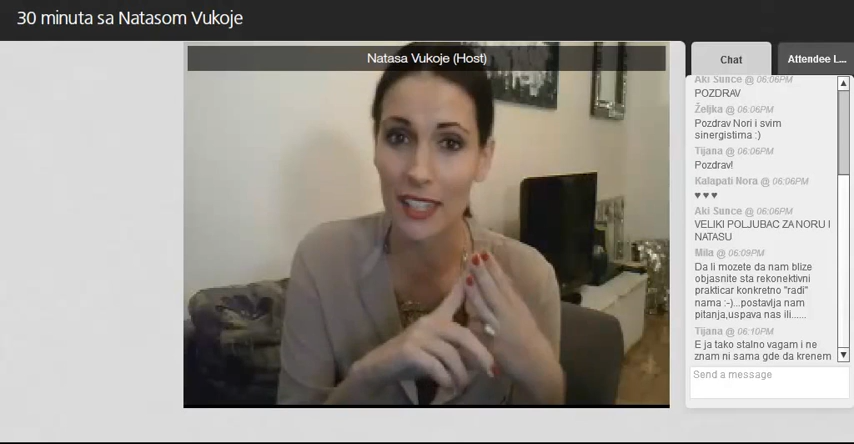 30 minuta sa Natasom Vukoje
Natasa Vukoje (Host)
Chat
Attendee L...
Aki Sunce @ 06:06PM
POZDRAV
Željka @ 06:06PM
Pozdrav Nori i svim
sinergistima :)
Tijana @ 06:06PM
Pozdrav!
Kalapati Nora @ 06:06PM
♥ ♥ ♥
Aki Sunce @ 06:06PM
VELIKI POLJUBAC ZA NORU I
NATASU
Mila @ 06:09PM
Da li mozete da nam blize
objasnite sta rekonektivni
prakticar konkretno "radi"
nama :-)...postavlja nam
pitanja,uspava nas ili......
Tijana @ 06:10PM
E ja tako stalno vagam i ne
znam ni sama gde da krenem
Send a message